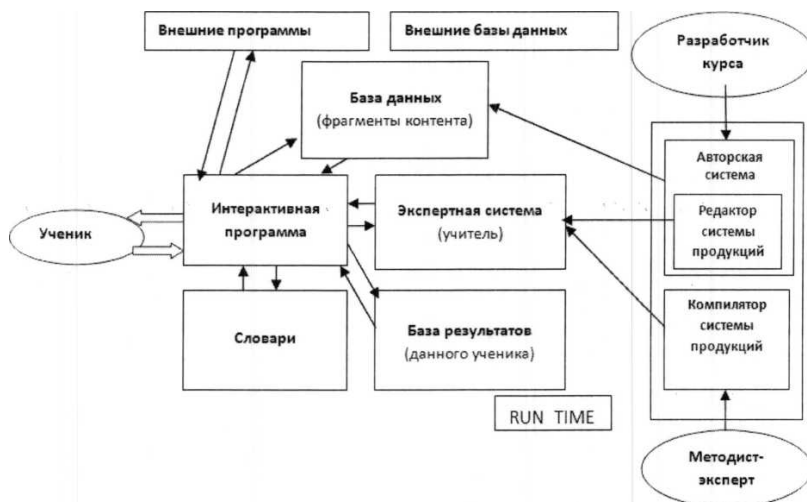 Внешние программы
Внешние базы данных
Разработчик
курса
База данных
(фрагменты контента)
Авторская
система
Интерактивная
программа
Экспертная система
(учитель)
Редактор
системы
продукций
Ученик
Словари
База результатов
(данного ученика)
Компилятор
системы
продукций
RUN TIME
Методист-
эксперт